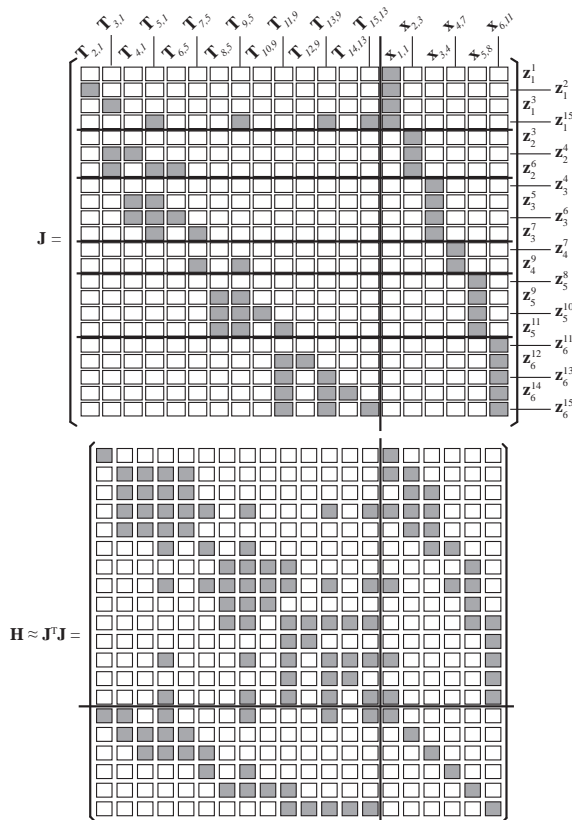 T₂,₁ T₃,₁ T₄,₁ T₅,₁ T₆,₅ T₇,₅ T₈,₅ T₉,₅ T₁₀,₉ T₁₁,₉ T₁₂,₉ T₁₃,₉ T₁₄,₁₃ T₁₅,₁₃ x₁,₁ x₂,₃ x₃,₄ x₄,₇ x₅,₈ x₆,₁₁
J =
z₁¹
z₁²
z₁³
z₁¹⁵
z₂³
z₂⁴
z₂⁶
z₃⁴
z₃⁵
z₃⁶
z₃⁷
z₄⁷
z₄⁹
z₅⁸
z₅⁹
z₅¹⁰
z₅¹¹
z₆¹¹
z₆¹²
z₆¹³
z₆¹⁴
z₆¹⁵
H ≈ JᵀJ =